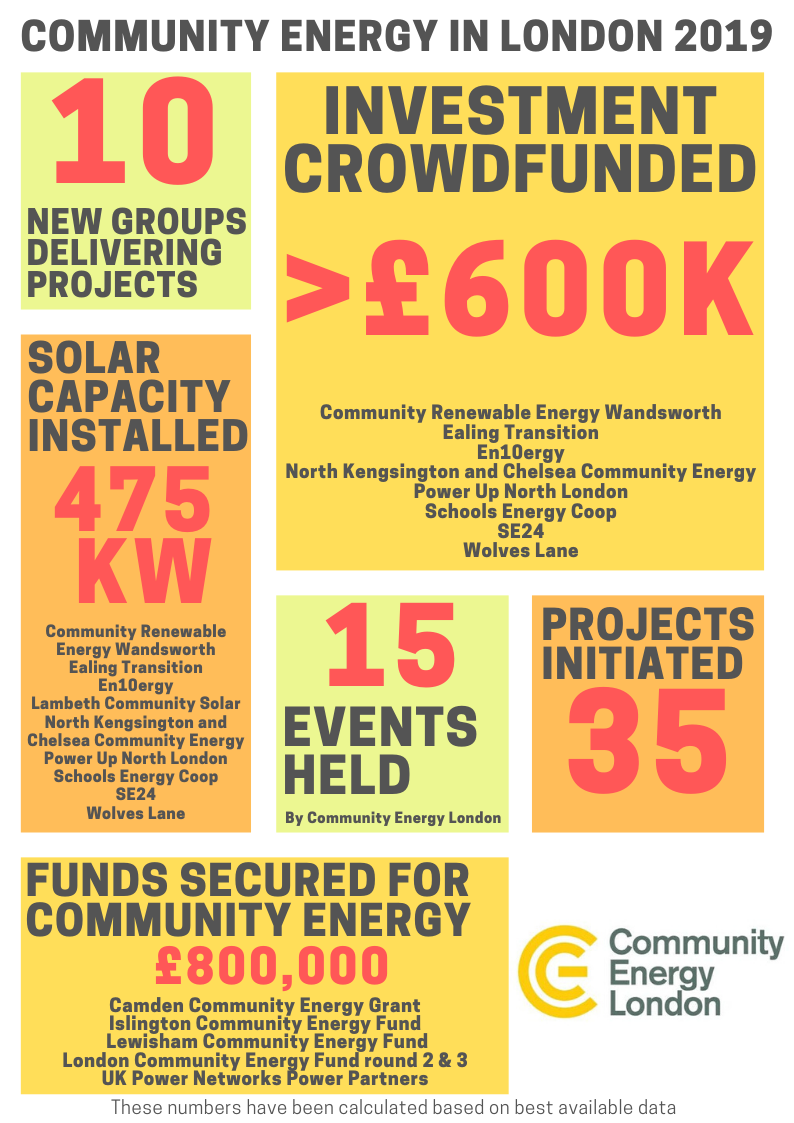 COMMUNITY ENERGY IN LONDON 2019
10
NEW GROUPS
DELIVERING
PROJECTS
INVESTMENT
CROWDFUNDED
>£600K
Community Renewable Energy Wandsworth
Ealing Transition
En10ergy
North Kengsington and Chelsea Community Energy
Power Up North London
Schools Energy Coop
SE24
Wolves Lane
SOLAR
CAPACITY
INSTALLED
475
KW
Community Renewable
Energy Wandsworth
Ealing Transition
En10ergy
Lambeth Community Solar
North Kengsington and
Chelsea Community Energy
Power Up North London
Schools Energy Coop
SE24
Wolves Lane
15
EVENTS
HELD
By Community Energy London
PROJECTS
INITIATED
35
FUNDS SECURED FOR
COMMUNITY ENERGY
£800,000
Camden Community Energy Grant
Islington Community Energy Fund
Lewisham Community Energy Fund
London Community Energy Fund round 2 & 3
UK Power Networks Power Partners
Community
Energy
London
These numbers have been calculated based on best available data